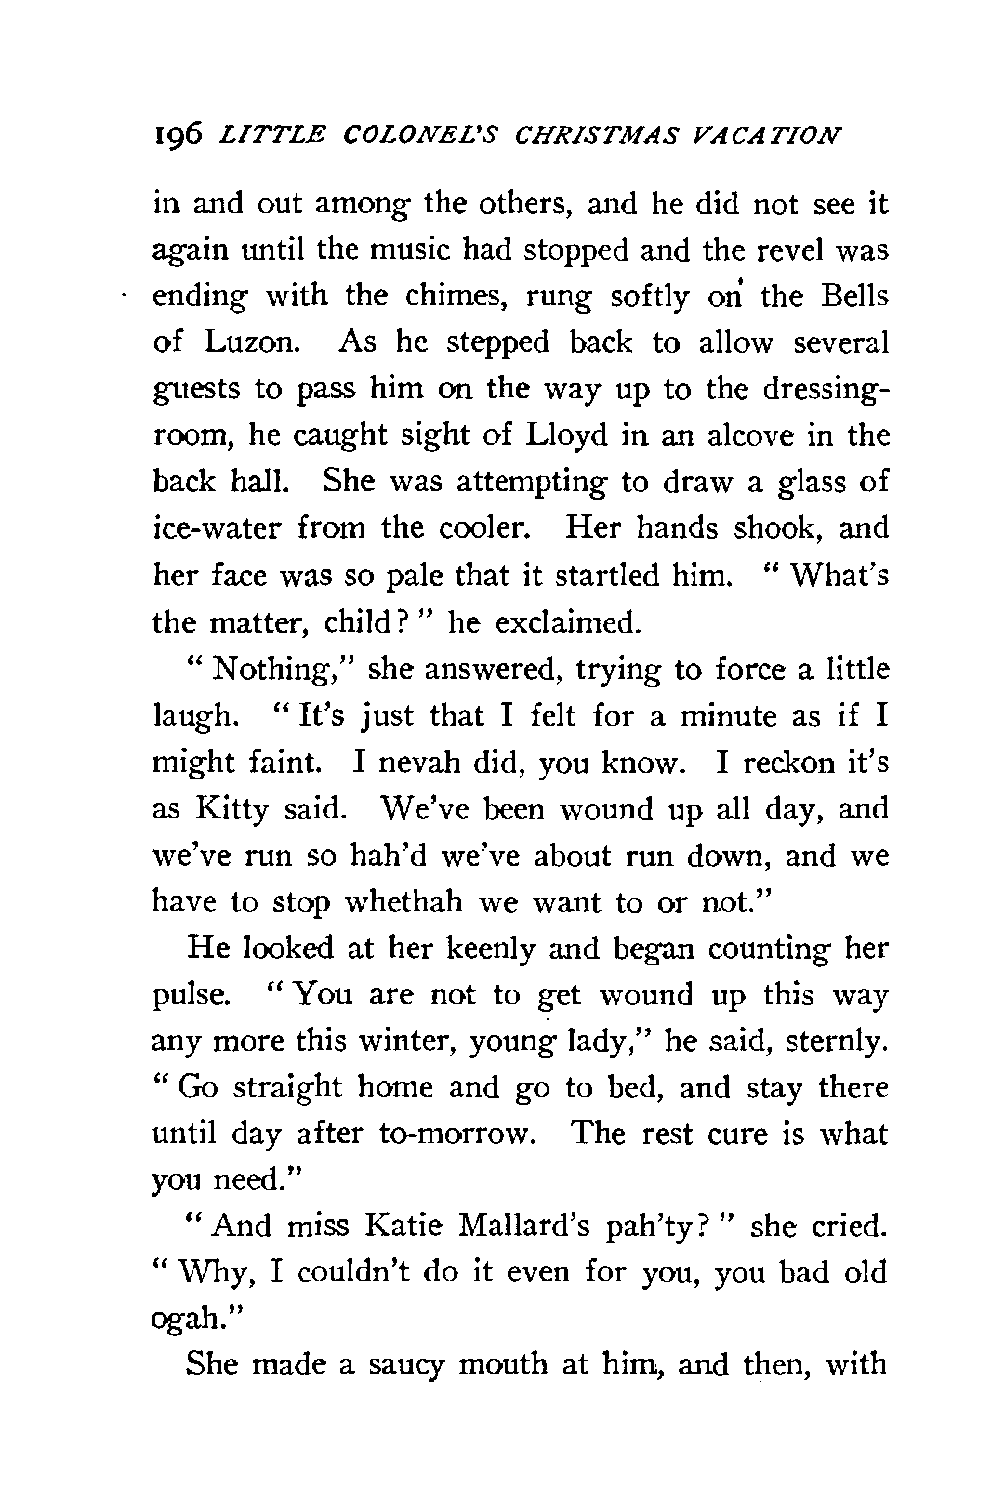 196 LITTLE COLONEL'S CHRISTMAS VACATION
in and out among the others, and he did not see it
again until the music had stopped and the revel was
ending with the chimes, rung softly on the Bells
of Luzon. As he stepped back to allow several
guests to pass him on the way up to the dressing-
room, he caught sight of Lloyd in an alcove in the
back hall. She was attempting to draw a glass of
ice-water from the cooler. Her hands shook, and
her face was so pale that it startled him. “ What's
the matter, child? ” he exclaimed.
“ Nothing,” she answered, trying to force a little
laugh. “ It's just that I felt for a minute as if I
might faint. I nevah did, you know. I reckon it's
as Kitty said. We've been wound up all day, and
we've run so hah'd we've about run down, and we
have to stop whethah we want to or not.”
He looked at her keenly and began counting her
pulse. “ You are not to get wound up this way
any more this winter, young lady,” he said, sternly.
“ Go straight home and go to bed, and stay there
until day after to-morrow. The rest cure is what
you need.”
“ And miss Katie Mallard's pah'ty? ” she cried.
“ Why, I couldn't do it even for you, you bad old
ogah.”
She made a saucy mouth at him, and then, with